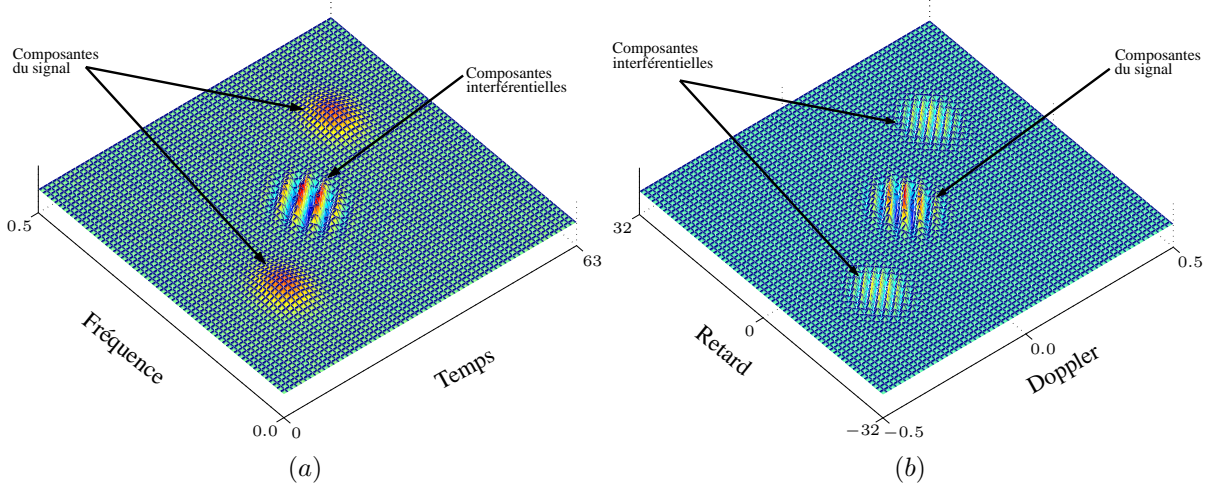 Composantes
du signal
Composantes
interférentielles
0.5
63
Fréquence
Temps
0.0
0
(a)
Composantes
interférentielles
Composantes
du signal
32
0.5
0
0.0
Retard
Doppler
−32
−0.5
(b)